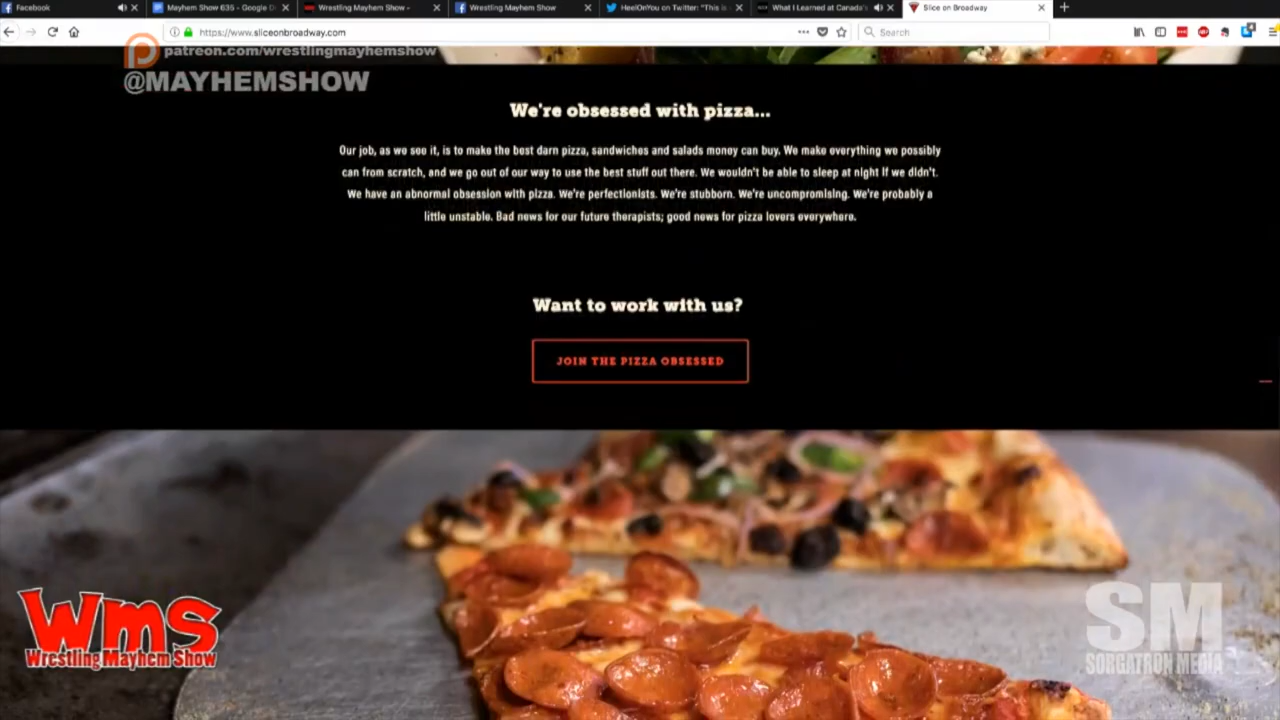 Facebook
Mayhem Show 635 - Google D
Wrestling Mayhem Show -
Wrestling Mayhem Show
HeelOnYou on Twitter: "This is
What I Learned at Canada's
Slice on Broadway
https://www.sliceonbroadway.com
Search
patreon.com/wrestlingmayhemshow
@MAYHEMSHOW
We're obsessed with pizza...
Our job, as we see it, is to make the best darn pizza, sandwiches and salads money can buy. We make everything we possibly
can from scratch, and we go out of our way to use the best stuff out there. We wouldn't be able to sleep at night if we didn't.
We have an abnormal obsession with pizza. We're perfectionists. We're stubborn. We're uncompromising. We're probably a
little unstable. Bad news for our future therapists; good news for pizza lovers everywhere.
Want to work with us?
JOIN THE PIZZA OBSESSED
WMS
Wrestling Mayhem Show
SM
SORGATRON MEDIA